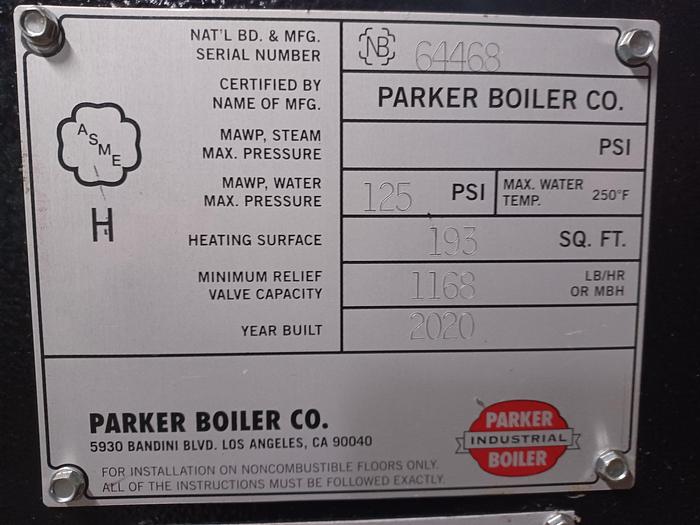 NAT'L BD. & MFG.
SERIAL NUMBER
NB 64468
CERTIFIED BY
NAME OF MFG.
PARKER BOILER CO.
ASME
H
MAWP, STEAM
MAX. PRESSURE
PSI
MAWP, WATER
MAX. PRESSURE
125 PSI
MAX. WATER
TEMP. 250°F
HEATING SURFACE
193 SQ. FT.
MINIMUM RELIEF
VALVE CAPACITY
1168
LB/HR
OR MBH
YEAR BUILT
2020
PARKER BOILER CO.
5930 BANDINI BLVD. LOS ANGELES, CA 90040
FOR INSTALLATION ON NONCOMBUSTIBLE FLOORS ONLY.
ALL OF THE INSTRUCTIONS MUST BE FOLLOWED EXACTLY.
PARKER
INDUSTRIAL
BOILER